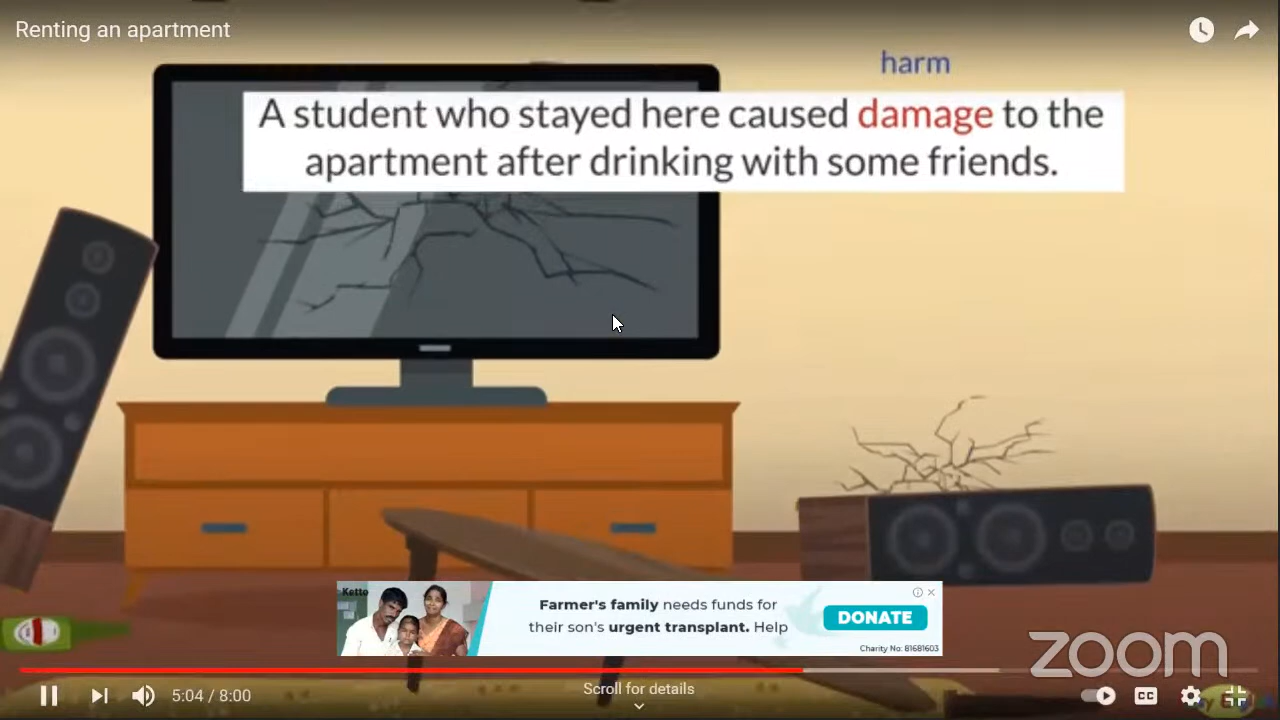 Renting an apartment
harm
A student who stayed here caused damage to the
apartment after drinking with some friends.
Ketto
Farmer's family needs funds for
their son's urgent transplant. Help
DONATE
Charity No: 81681603
zoom
5:04 / 8:00
Scroll for details
CC